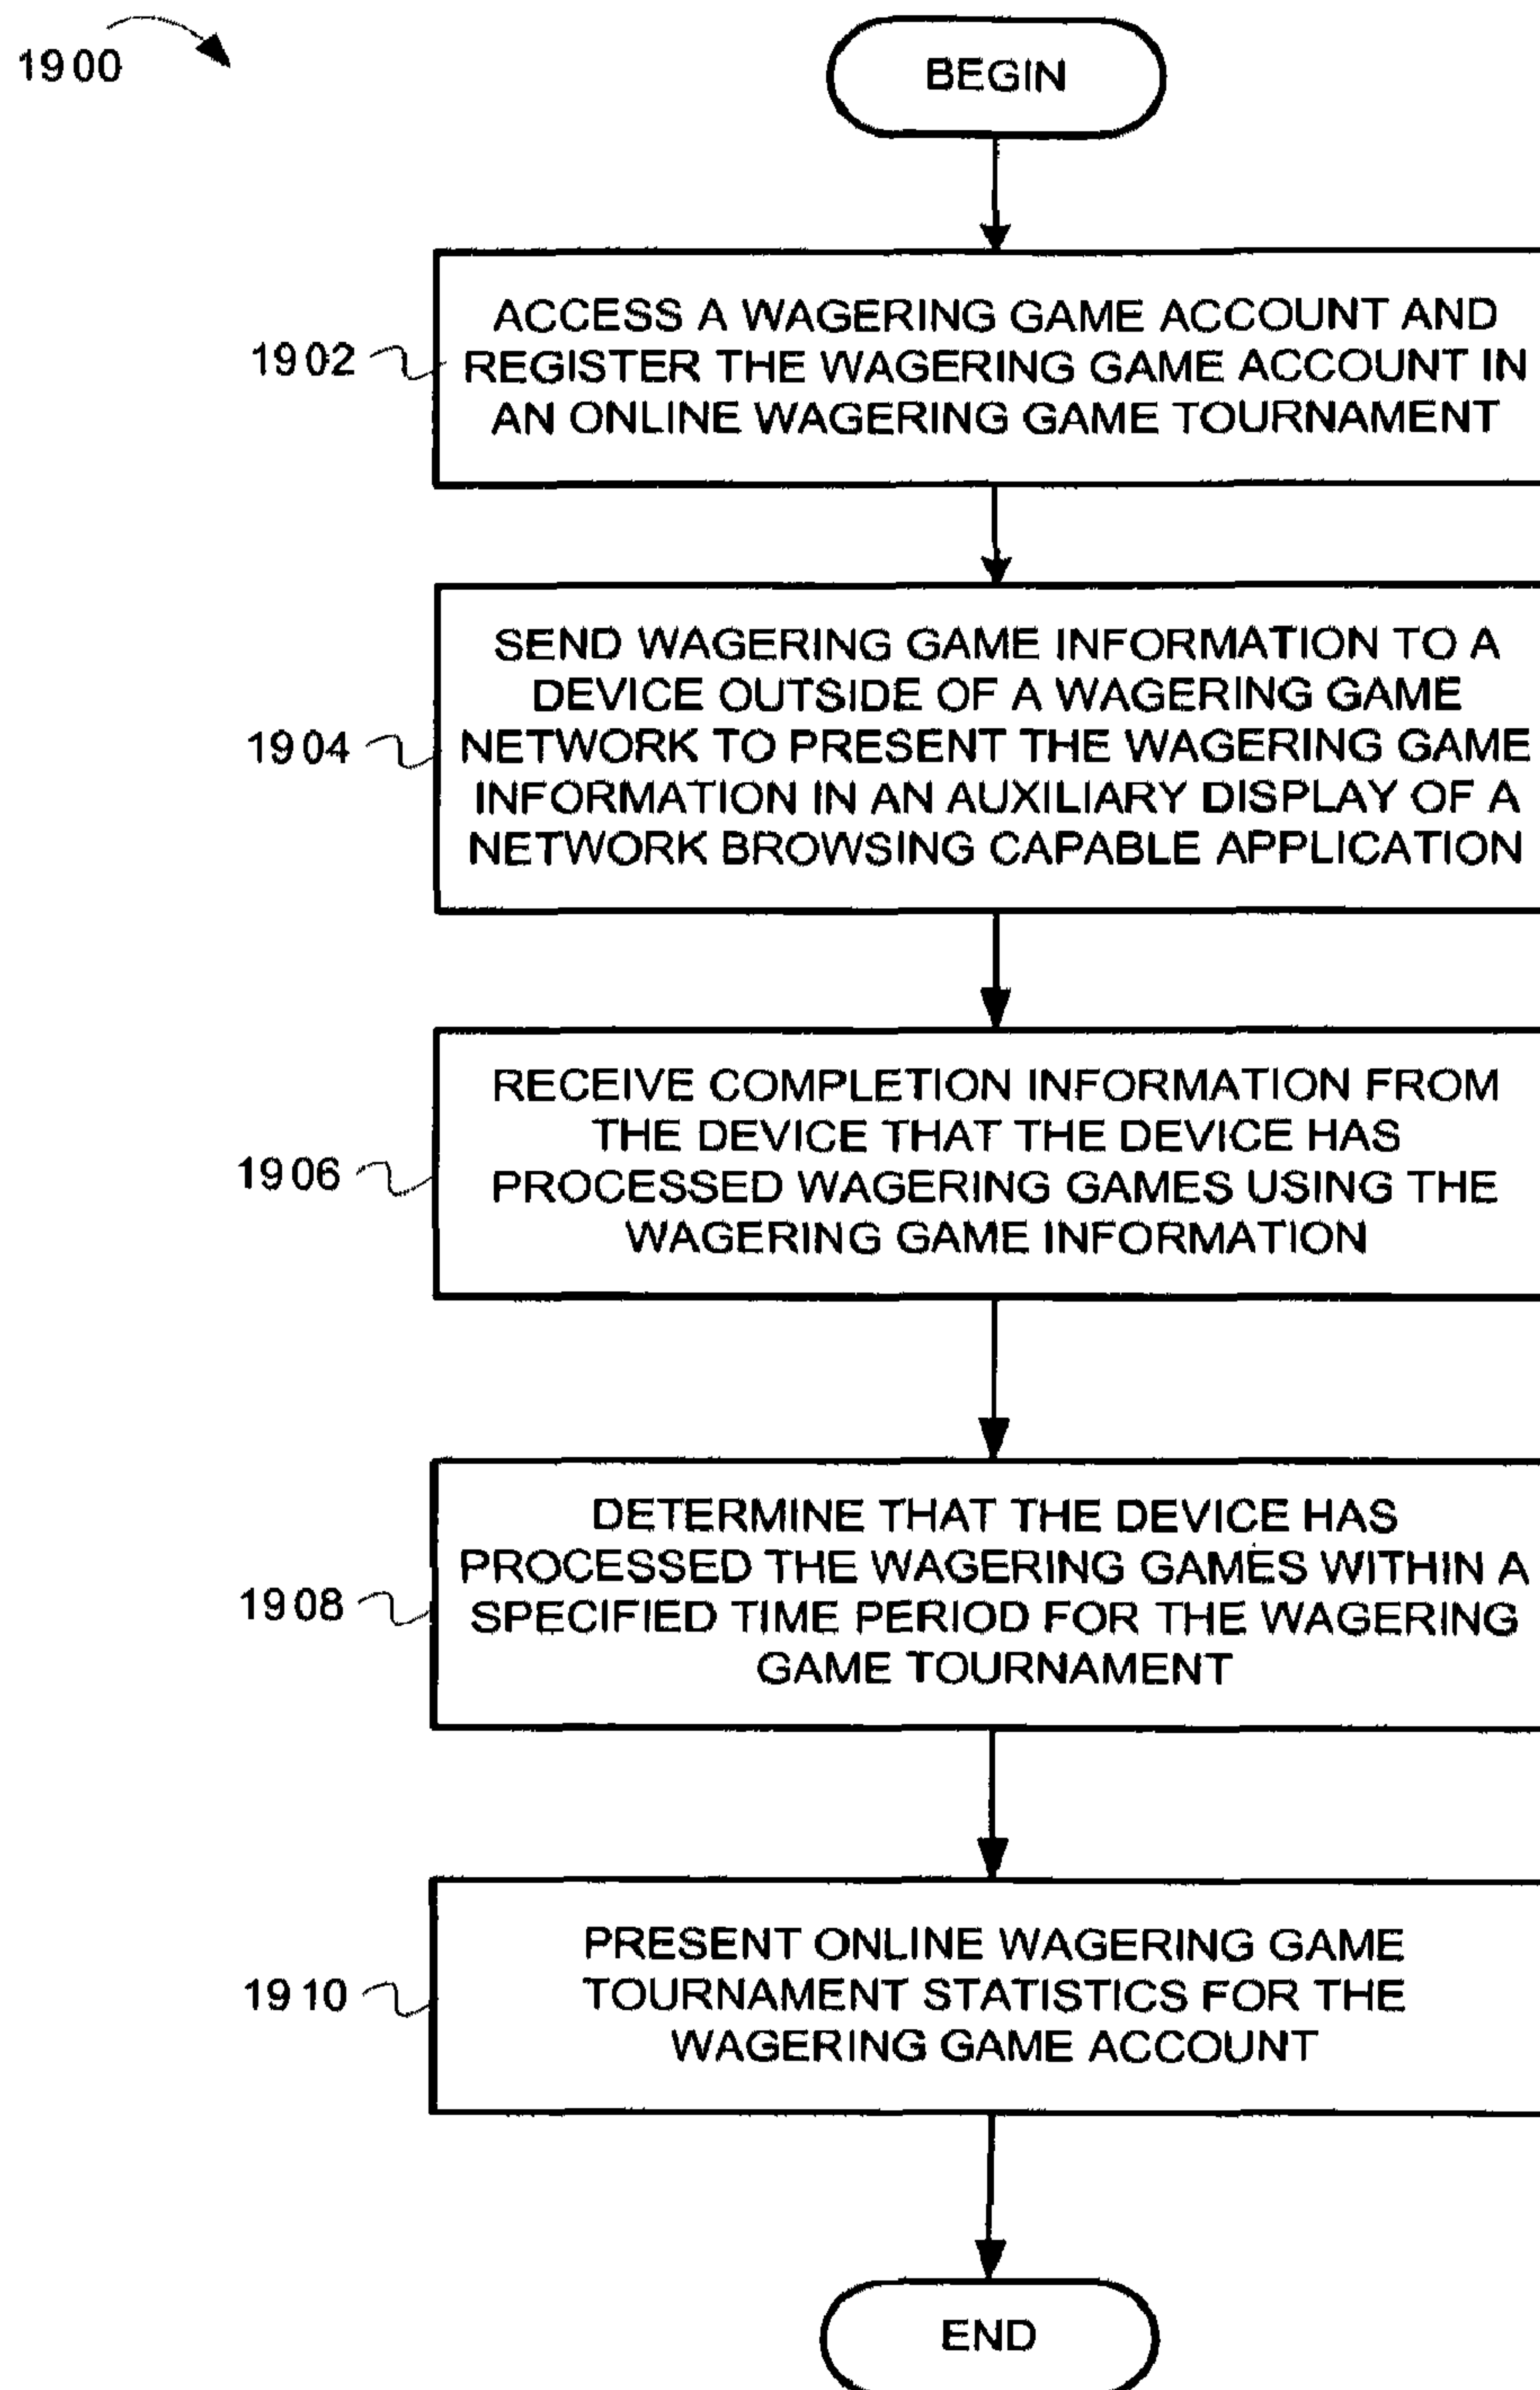 1900
BEGIN
1902
ACCESS A WAGERING GAME ACCOUNT AND
REGISTER THE WAGERING GAME ACCOUNT IN
AN ONLINE WAGERING GAME TOURNAMENT
1904
SEND WAGERING GAME INFORMATION TO A
DEVICE OUTSIDE OF A WAGERING GAME
NETWORK TO PRESENT THE WAGERING GAME
INFORMATION IN AN AUXILIARY DISPLAY OF A
NETWORK BROWSING CAPABLE APPLICATION
1906
RECEIVE COMPLETION INFORMATION FROM
THE DEVICE THAT THE DEVICE HAS
PROCESSED WAGERING GAMES USING THE
WAGERING GAME INFORMATION
1908
DETERMINE THAT THE DEVICE HAS
PROCESSED THE WAGERING GAMES WITHIN A
SPECIFIED TIME PERIOD FOR THE WAGERING
GAME TOURNAMENT
1910
PRESENT ONLINE WAGERING GAME
TOURNAMENT STATISTICS FOR THE
WAGERING GAME ACCOUNT
END